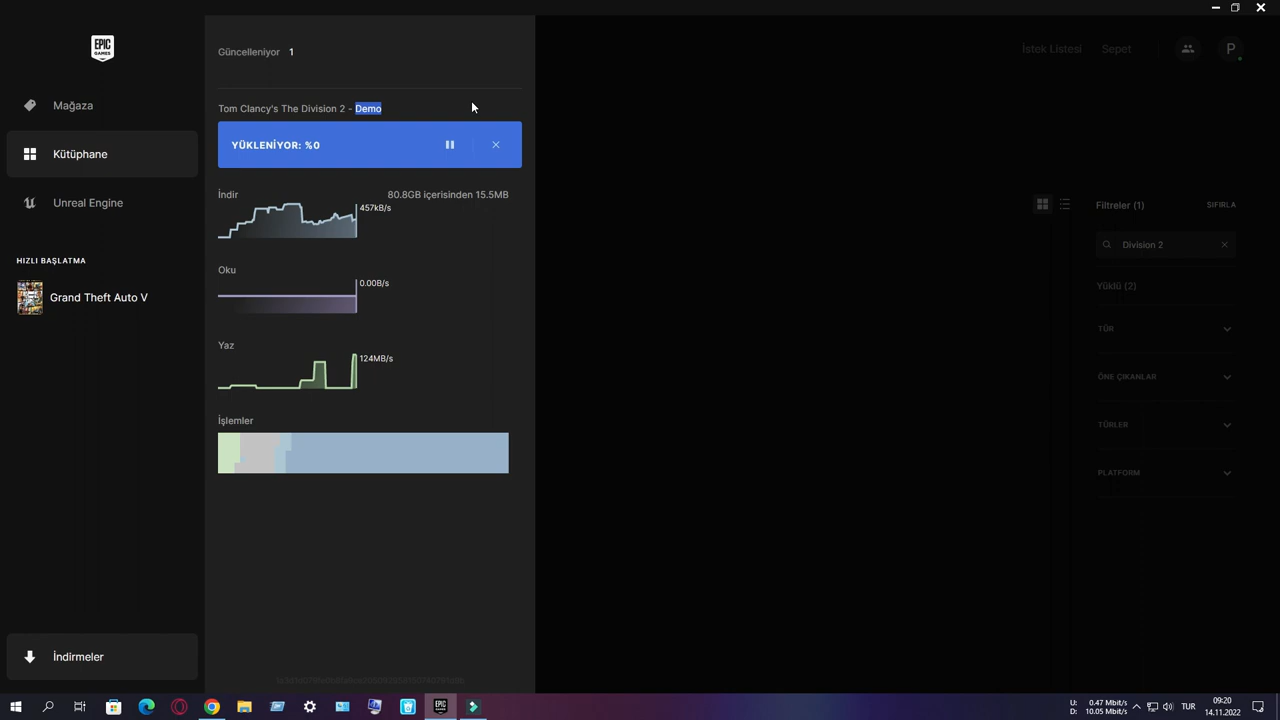 EPIC
GAMES
Mağaza
Kütüphane
Unreal Engine
HIZLI BAŞLATMA
Grand Theft Auto V
İndirmeler
Güncelleniyor 1
Tom Clancy's The Division 2 - Demo
YÜKLENİYOR: %0
İndir
80.8GB içerisinden 15.5MB
457kB/s
Oku
0.00B/s
Yaz
124MB/s
İşlemler
İstek Listesi
Sepet
P
Filtreler (1)
SIFIRLA
Division 2
Yüklü (2)
TÜR
ÖNE ÇIKANLAR
TÜRLER
PLATFORM
U: 0.47 Mbit/s
D: 10.05 Mbit/s
TUR
09:20
14.11.2022